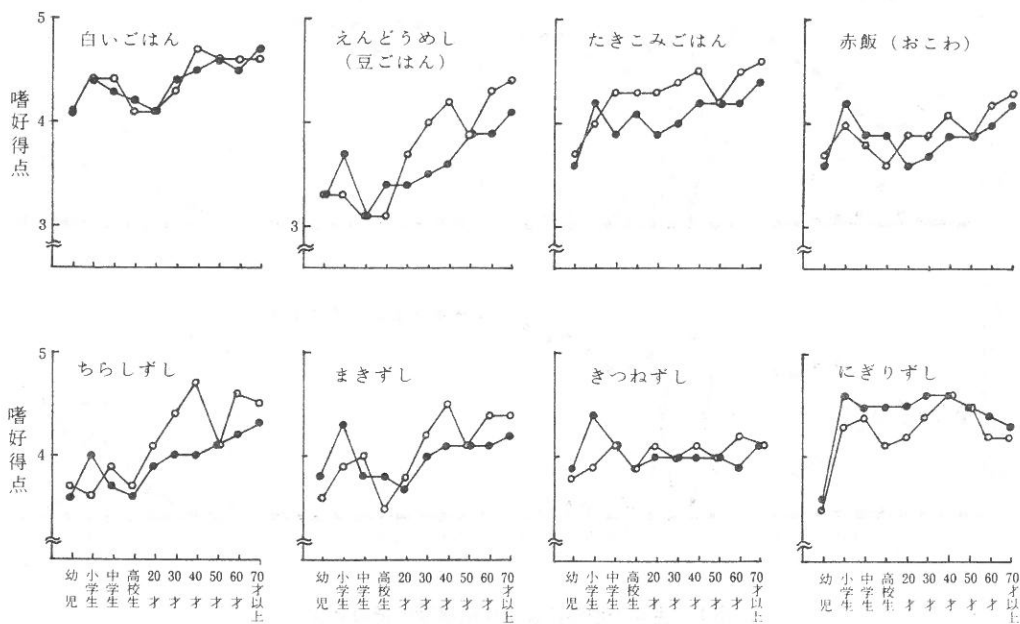 5
4
3
嗜好得点
白いごはん
えんどうめし
(豆ごはん)
3
たきこみごはん
赤飯(おこわ)
5
4
嗜好得点
ちらしずし
まきずし
きつねずし
にぎりずし
幼児
小学生
中学生
高校生
20才
30才
40才
50才
60才
70才以上
幼児
小学生
中学生
高校生
20才
30才
40才
50才
60才
70才以上
幼児
小学生
中学生
高校生
20才
30才
40才
50才
60才
70才以上
幼児
小学生
中学生
高校生
20才
30才
40才
50才
60才
70才以上